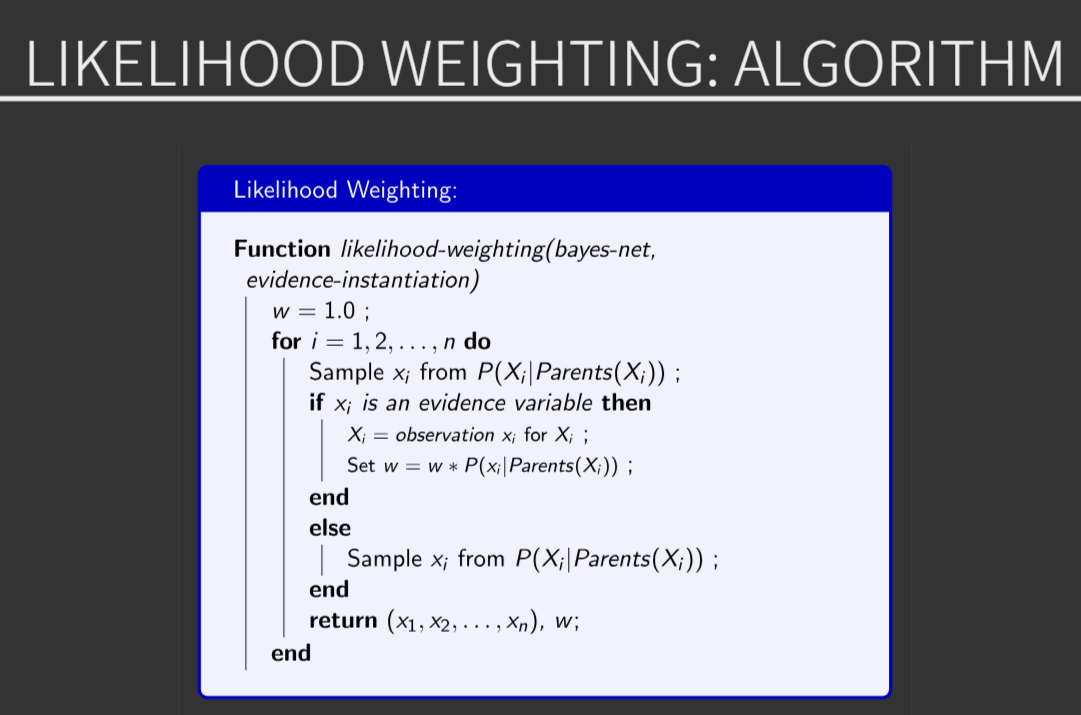 LIKELIHOOD WEIGHTING: ALGORITHM
Likelihood Weighting:
Function likelihood-weighting(bayes-net,
evidence-instantiation)
w = 1.0 ;
for i = 1, 2, . . . , n do
Sample xᵢ from P(Xᵢ|Parents(Xᵢ)) ;
if xᵢ is an evidence variable then
Xᵢ = observation xᵢ for Xᵢ ;
Set w = w ∗ P(xᵢ|Parents(Xᵢ)) ;
end
else
Sample xᵢ from P(Xᵢ|Parents(Xᵢ)) ;
end
return (x₁, x₂, . . . , xₙ), w;
end